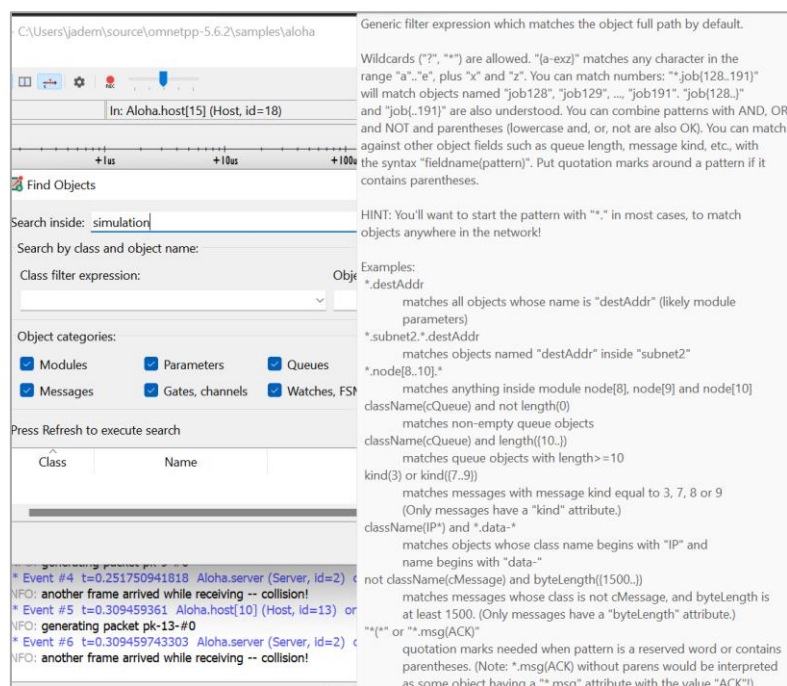 C:\Users\jadem\source\omnetpp-5.6.2\samples\aloha
REC
In: Aloha.host[15] (Host, id=18)
+1us +10us +100u
Find Objects
Search inside: simulation
Search by class and object name:
Class filter expression: Obje
Object categories:
Modules Parameters Queues
Messages Gates, channels Watches, FSM
Press Refresh to execute search
Class Name
* Event #4 t=0.251750941818 Aloha.server (Server, id=2)
NFO: another frame arrived while receiving -- collision!
* Event #5 t=0.309459361 Aloha.host[10] (Host, id=13) on
NFO: generating packet pk-13-#0
* Event #6 t=0.309459743303 Aloha.server (Server, id=2)
NFO: another frame arrived while receiving -- collision!
Generic filter expression which matches the object full path by default.
Wildcards ("?", "*") are allowed. "{a-exz}" matches any character in the
range "a".."e", plus "x" and "z". You can match numbers: "*.job{128..191}"
will match objects named "job128", "job129", ..., "job191". "job{128..}"
and "job{..191}" are also understood. You can combine patterns with AND, OR
and NOT and parentheses (lowercase and, or, not are also OK). You can match
against other object fields such as queue length, message kind, etc., with
the syntax "fieldname(pattern)". Put quotation marks around a pattern if it
contains parentheses.
HINT: You'll want to start the pattern with "*." in most cases, to match
objects anywhere in the network!
Examples:
*.destAddr
matches all objects whose name is "destAddr" (likely module
parameters)
*.subnet2.*.destAddr
matches objects named "destAddr" inside "subnet2"
*.node[8..10].*
matches anything inside module node[8], node[9] and node[10]
className(cQueue) and not length(0)
matches non-empty queue objects
className(cQueue) and length({10..})
matches queue objects with length>=10
kind(3) or kind({7..9})
matches messages with message kind equal to 3, 7, 8 or 9
(Only messages have a "kind" attribute.)
className(IP*) and *.data-*
matches objects whose class name begins with "IP" and
name begins with "data-"
not className(cMessage) and byteLength({1500..})
matches messages whose class is not cMessage, and byteLength is
at least 1500. (Only messages have a "byteLength" attribute.)
"*(*" or "*.msg(ACK)"
quotation marks needed when pattern is a reserved word or contains
parentheses. (Note: *.msg(ACK) without parens would be interpreted
as some object having a "*.msg" attribute with the value "ACK"!)